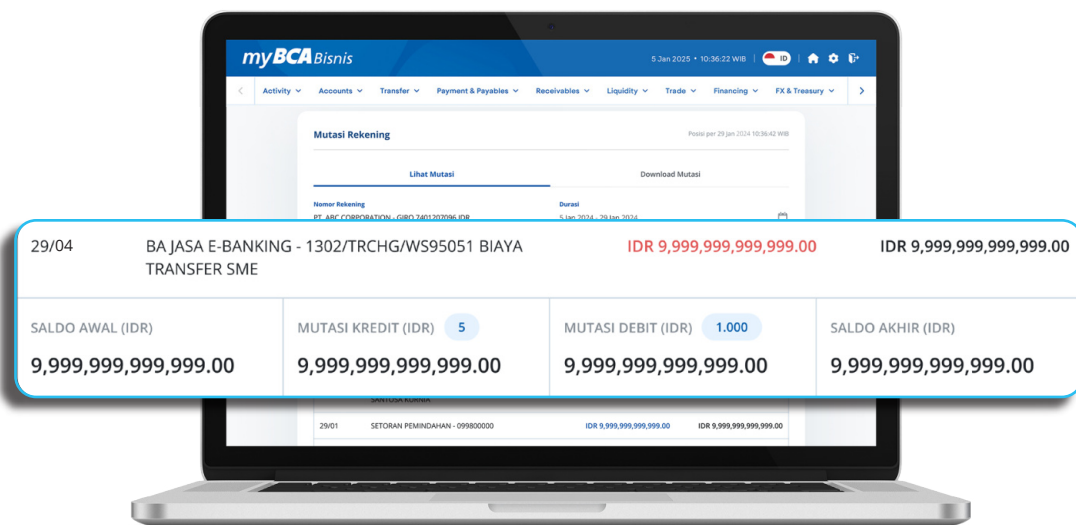 myBCA Bisnis
5 Jan 2025 • 10:36:22 WIB
ID
Activity Accounts Transfer Payment & Payables Receivables Liquidity Trade Financing FX & Treasury
Mutasi Rekening
Posisi per 29 Jan 2024 10:36:42 WIB
Lihat Mutasi Download Mutasi
Nomor Rekening Durasi
PT. ABC CORPORATION - GIRO 7401207096 IDR 5 Jan 2024 - 29 Jan 2024
29/04 BA JASA E-BANKING - 1302/TRCHG/WS95051 BIAYA IDR 9,999,999,999,999.00 IDR 9,999,999,999,999.00
TRANSFER SME
SALDO AWAL (IDR) MUTASI KREDIT (IDR) 5 MUTASI DEBIT (IDR) 1.000 SALDO AKHIR (IDR)
9,999,999,999,999.00 9,999,999,999,999.00 9,999,999,999,999.00 9,999,999,999,999.00
SANTOSA KURNIA
29/01 SETORAN PEMINDAHAN - 099800000 IDR 9,999,999,999,999.00 IDR 9,999,999,999,999.00